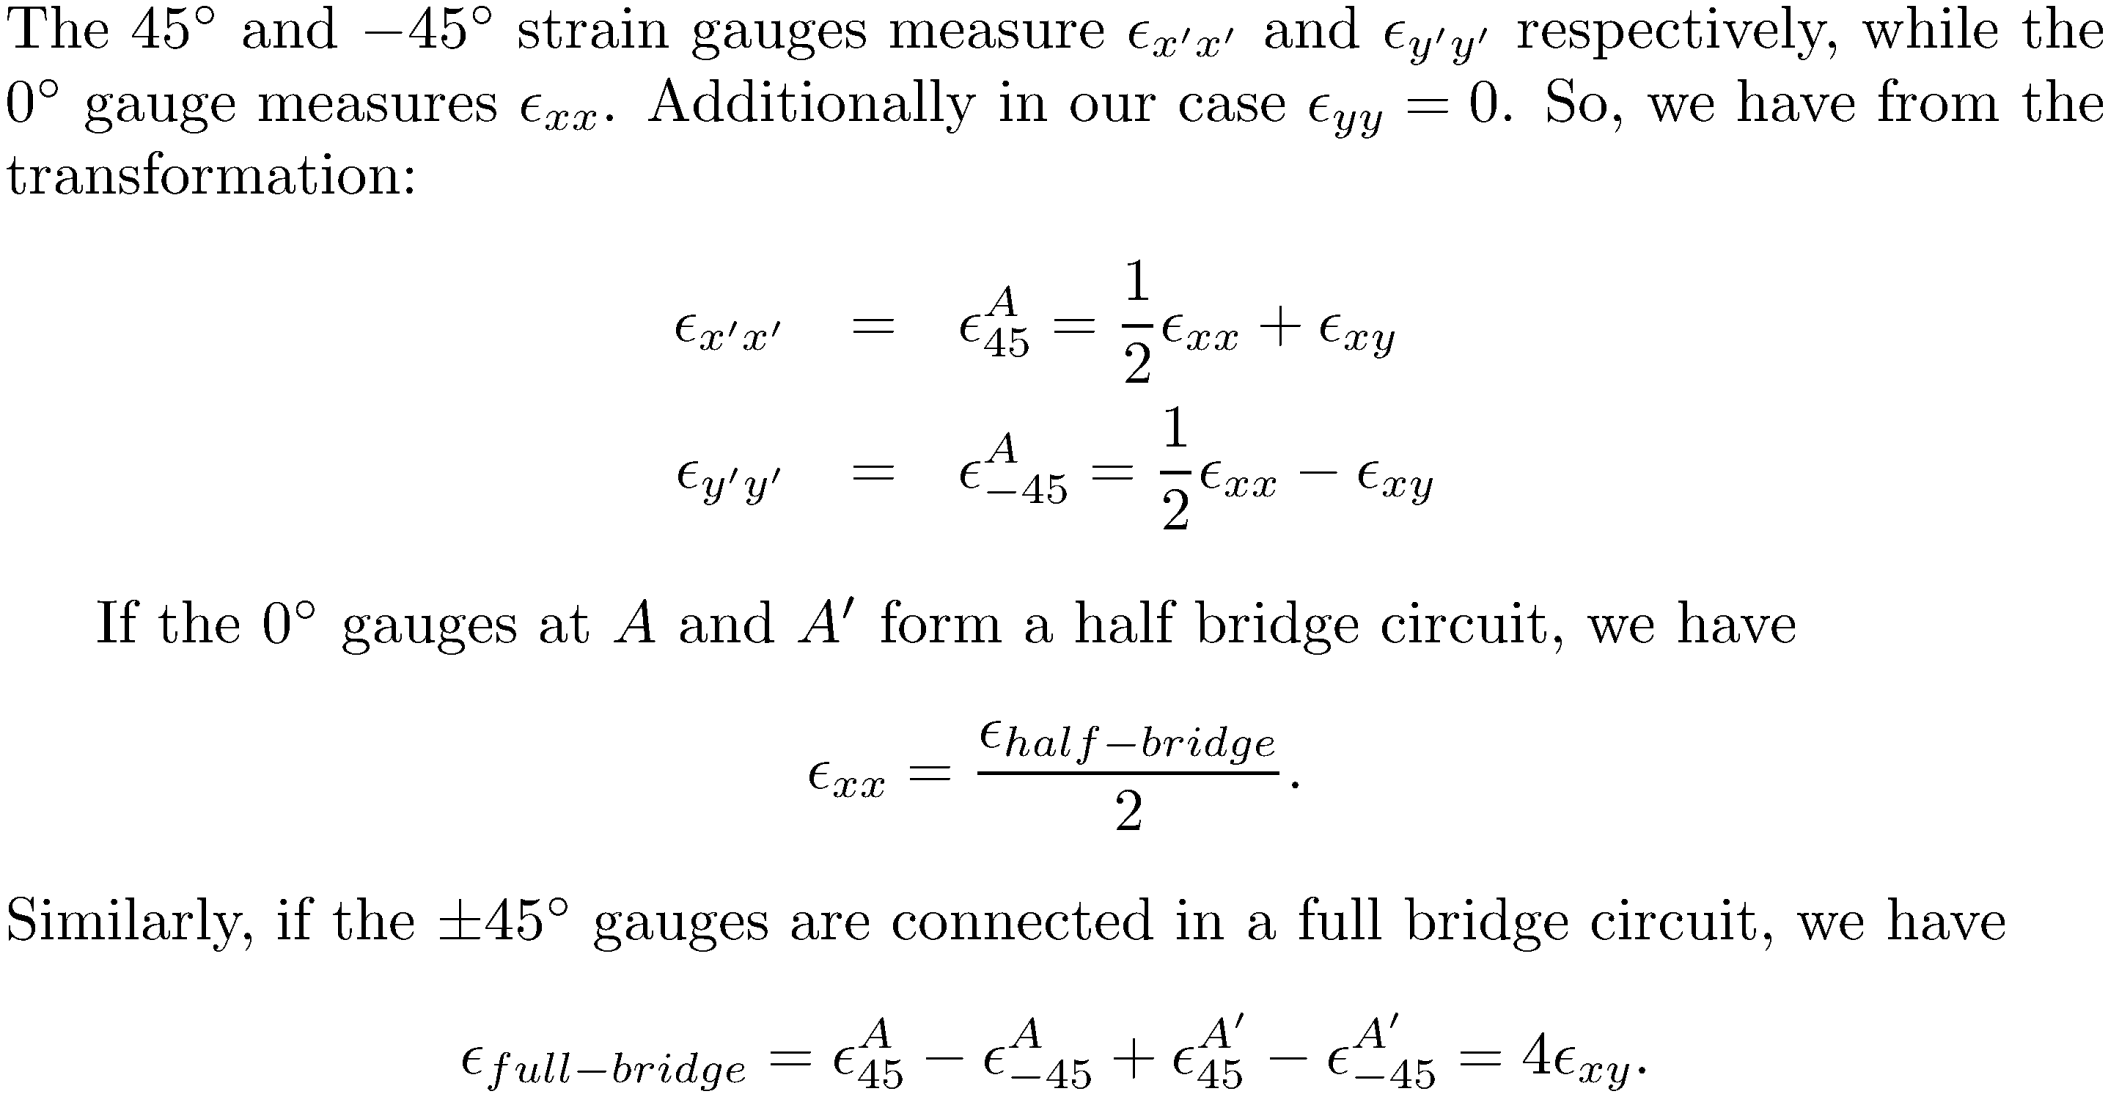 The 45° and −45° strain gauges measure ϵ_{x′x′} and ϵ_{y′y′} respectively, while the
0° gauge measures ϵ_{xx}. Additionally in our case ϵ_{yy} = 0. So, we have from the
transformation:
ϵ_{x′x′} = ϵ^{A}_{45} = \frac{1}{2}ϵ_{xx} + ϵ_{xy}
ϵ_{y′y′} = ϵ^{A}_{−45} = \frac{1}{2}ϵ_{xx} − ϵ_{xy}
If the 0° gauges at A and A′ form a half bridge circuit, we have
ϵ_{xx} = \frac{ϵ_{half−bridge}}{2}.
Similarly, if the ±45° gauges are connected in a full bridge circuit, we have
ϵ_{full−bridge} = ϵ^{A}_{45} − ϵ^{A}_{−45} + ϵ^{A′}_{45} − ϵ^{A′}_{−45} = 4ϵ_{xy}.